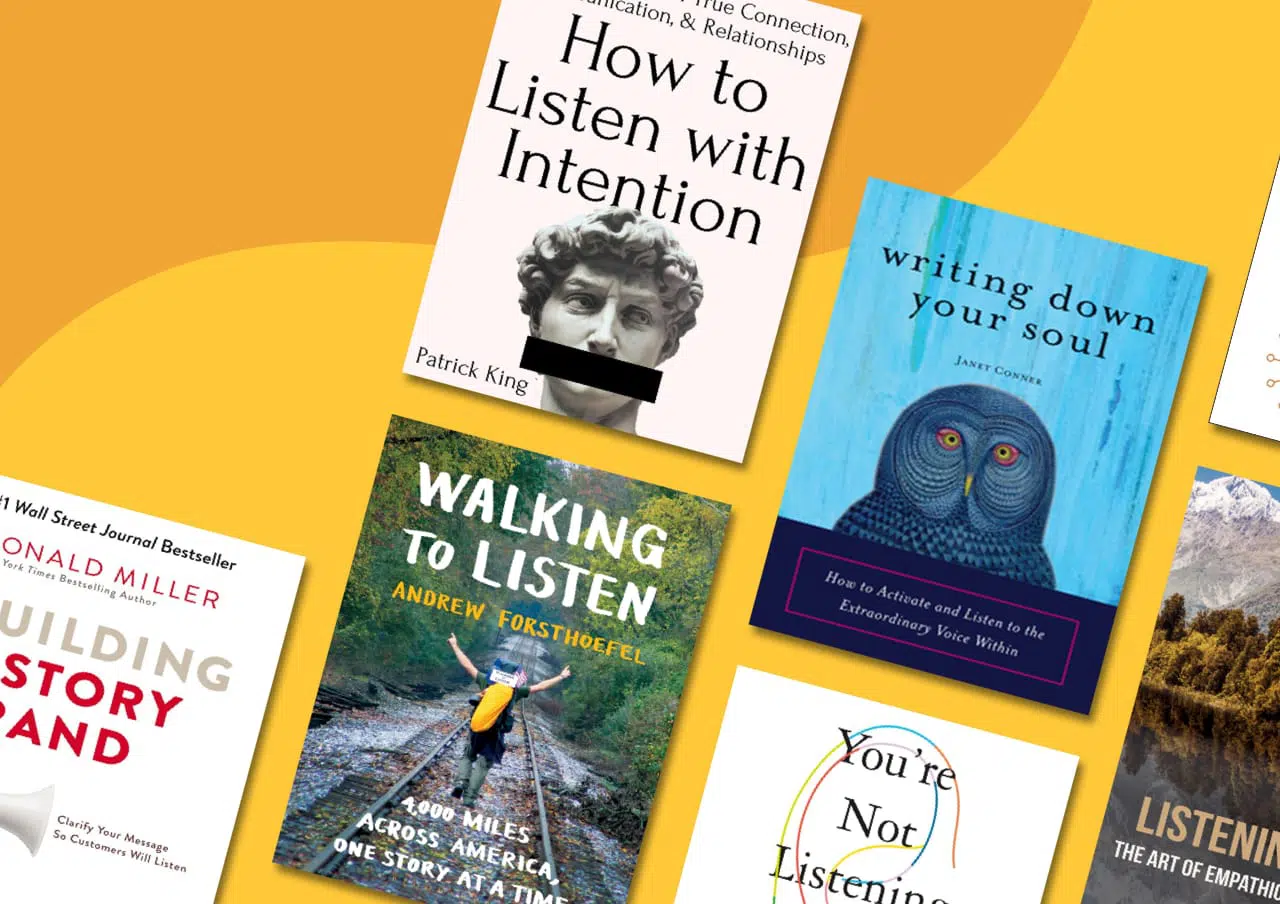 True Connection,
& Relationships
How to
Listen with
Intention
Patrick King
writing down
your soul
JANET CONNER
How to Activate and Listen to the
Extraordinary Voice Within
#1 Wall Street Journal Bestseller
ONALD MILLER
York Times Bestselling Author
UILDING
STORY
RAND
Clarify Your Message
So Customers Will Listen
WALKING
TO LISTEN
ANDREW FORSTHOEFEL
4,000 MILES
ACROSS AMERICA,
ONE STORY AT A TIME
You're
Not
Listening
LISTENIN
THE ART OF EMPATHIC